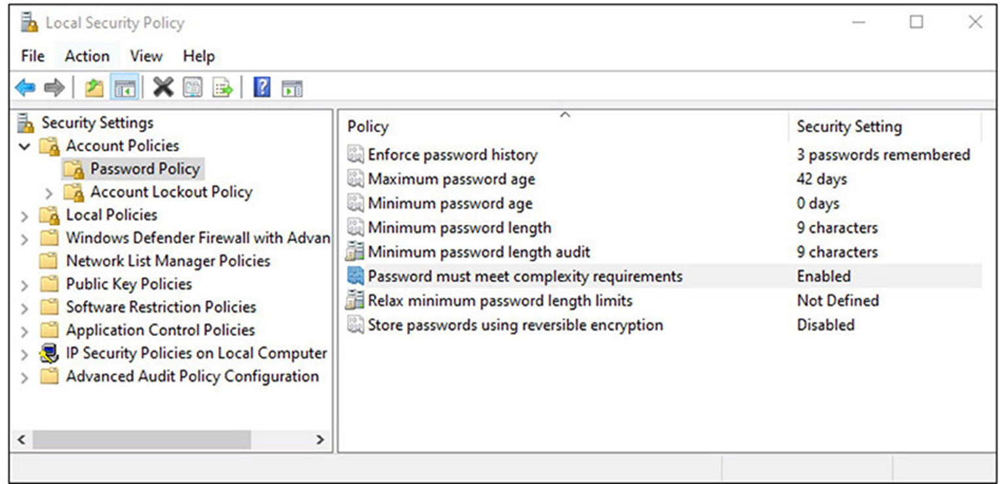 Local Security Policy
File Action View Help
Security Settings
Account Policies
Password Policy
Account Lockout Policy
Local Policies
Windows Defender Firewall with Advan
Network List Manager Policies
Public Key Policies
Software Restriction Policies
Application Control Policies
IP Security Policies on Local Computer
Advanced Audit Policy Configuration
Policy Security Setting
Enforce password history 3 passwords remembered
Maximum password age 42 days
Minimum password age 0 days
Minimum password length 9 characters
Minimum password length audit 9 characters
Password must meet complexity requirements Enabled
Relax minimum password length limits Not Defined
Store passwords using reversible encryption Disabled